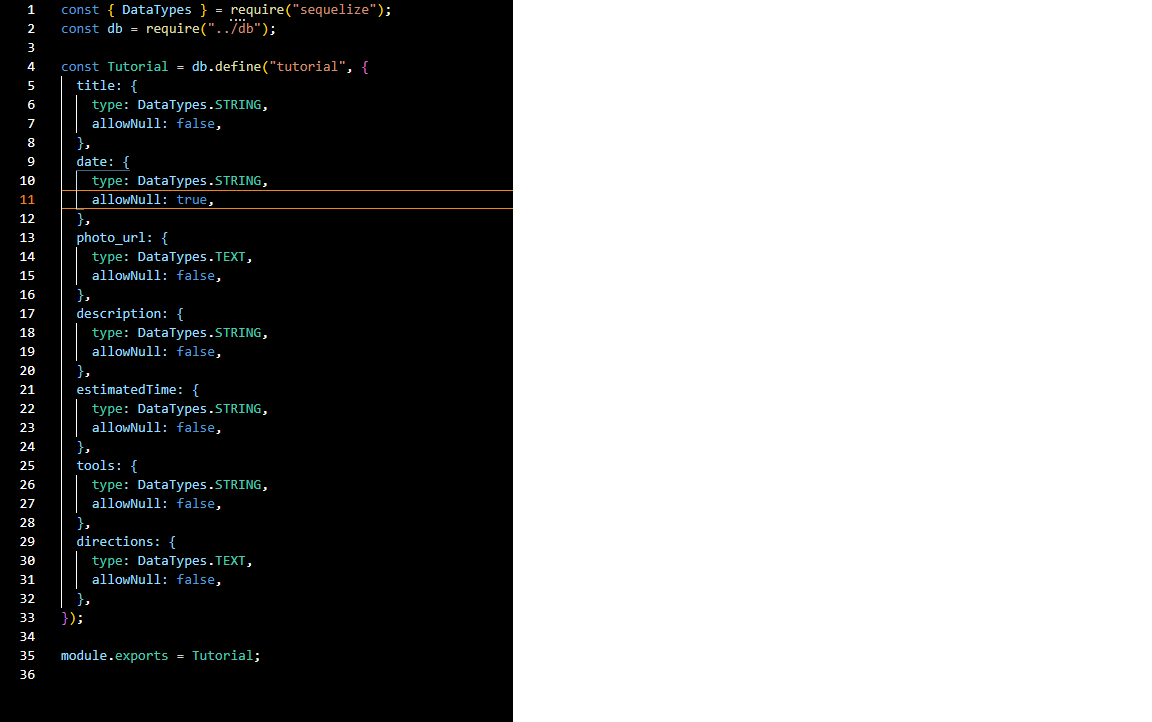 1 const { DataTypes } = require("sequelize");
2 const db = require("../db");
3
4 const Tutorial = db.define("tutorial", {
5   title: {
6     type: DataTypes.STRING,
7     allowNull: false,
8   },
9   date: {
10     type: DataTypes.STRING,
11     allowNull: true,
12   },
13   photo_url: {
14     type: DataTypes.TEXT,
15     allowNull: false,
16   },
17   description: {
18     type: DataTypes.STRING,
19     allowNull: false,
20   },
21   estimatedTime: {
22     type: DataTypes.STRING,
23     allowNull: false,
24   },
25   tools: {
26     type: DataTypes.STRING,
27     allowNull: false,
28   },
29   directions: {
30     type: DataTypes.TEXT,
31     allowNull: false,
32   },
33 });
34
35 module.exports = Tutorial;
36